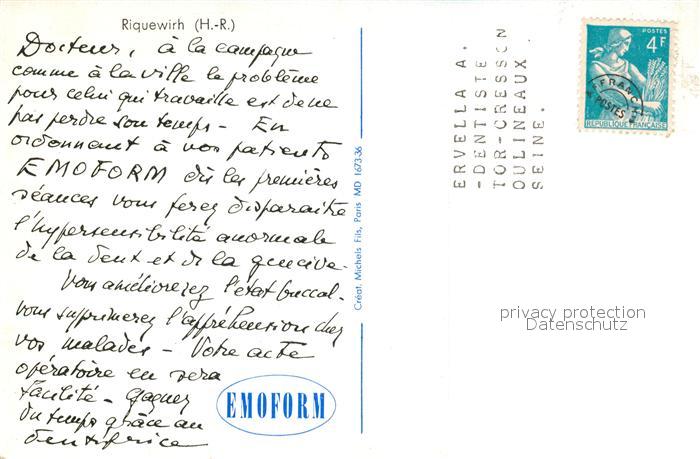 Riquewirh (H.-R.)
Docteur, à la campagne
comme à la ville le problème
pour celui qui travaille est de ne
pas perdre son temps - En
ordonnant à vos patients
EMOFORM dès les premières
séances vous ferez disparaitre
l'hypersensibilité anormale
de la dent et de la gencive.
Vous améliorerez l'état buccal.
vous supprimerez l'appréhension chez
vos malades - Votre acte
opératoire en sera
facilité - Gagnez
du temps grâce au
dentifrice
EMOFORM
Créat. Michels Fils, Paris MD 1673-36
ERVELLA A.
-DENTISTE
TOR-CRESSON
OULINEAUX
SEINE.
POSTES
4F
AFFRANCHts
POSTES
REPUBLIQUE FRANÇAISE
privacy protection
Datenschutz